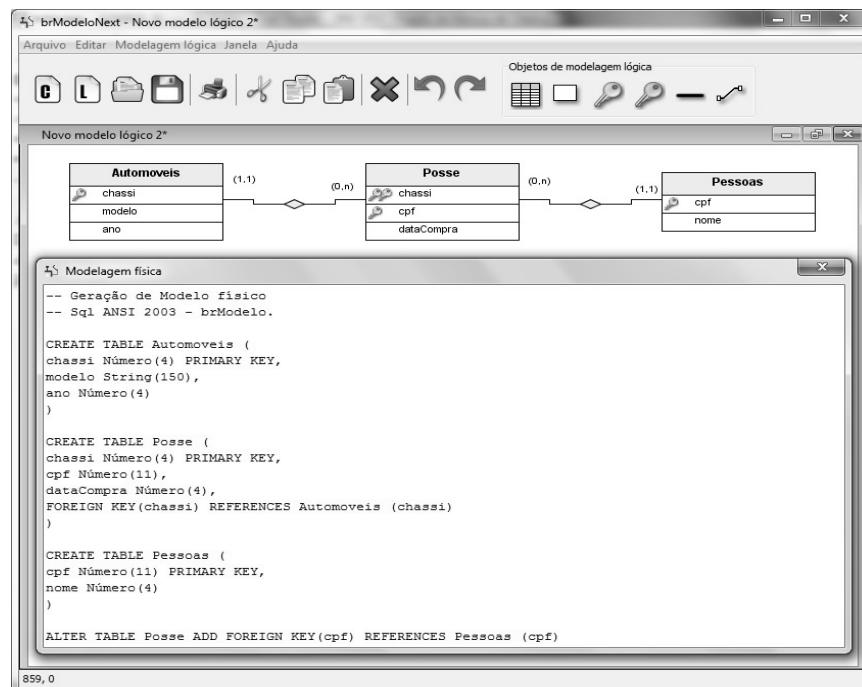 brModeloNext - Novo modelo lógico 2*
Arquivo Editar Modelagem lógica Janela Ajuda
Objetos de modelagem lógica
C L
Novo modelo lógico 2*
Automoveis
chassi
modelo
ano
(1,1)
(0,n)
Posse
chassi
cpf
dataCompra
(0,n)
(1,1)
Pessoas
cpf
nome
Modelagem física
-- Geração de Modelo físico
-- Sql ANSI 2003 - brModelo.
CREATE TABLE Automoveis (
chassi Número(4) PRIMARY KEY,
modelo String(150),
ano Número(4)
)
CREATE TABLE Posse (
chassi Número(4) PRIMARY KEY,
cpf Número(11),
dataCompra Número(4),
FOREIGN KEY(chassi) REFERENCES Automoveis (chassi)
)
CREATE TABLE Pessoas (
cpf Número(11) PRIMARY KEY,
nome Número(4)
)
ALTER TABLE Posse ADD FOREIGN KEY(cpf) REFERENCES Pessoas (cpf)
859, 0